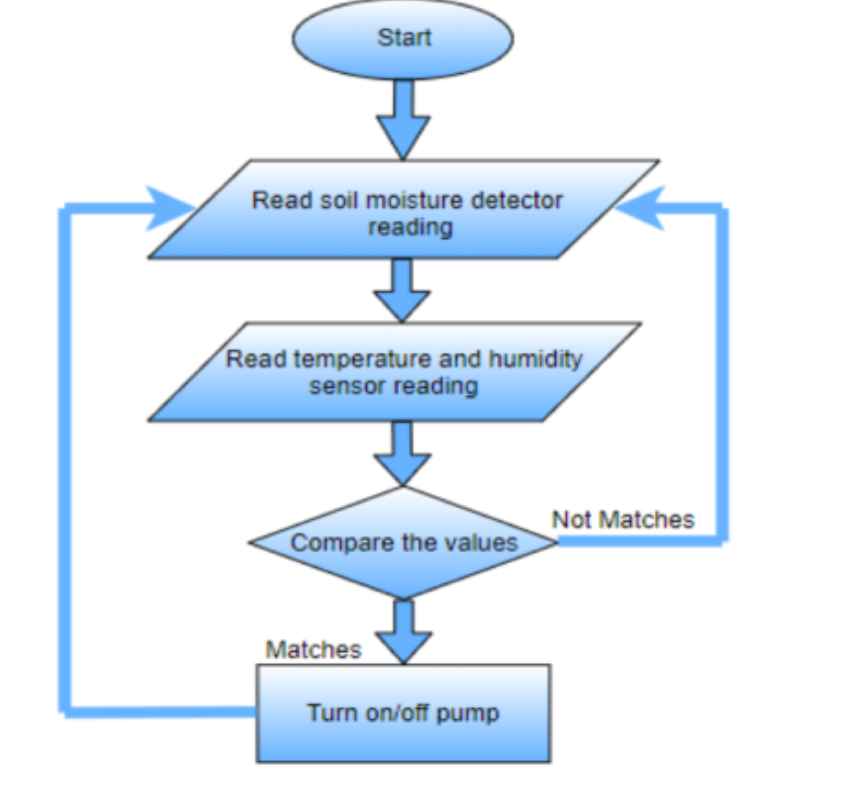 Start
Read soil moisture detector
reading
Read temperature and humidity
sensor reading
Compare the values
Not Matches
Matches
Turn on/off pump